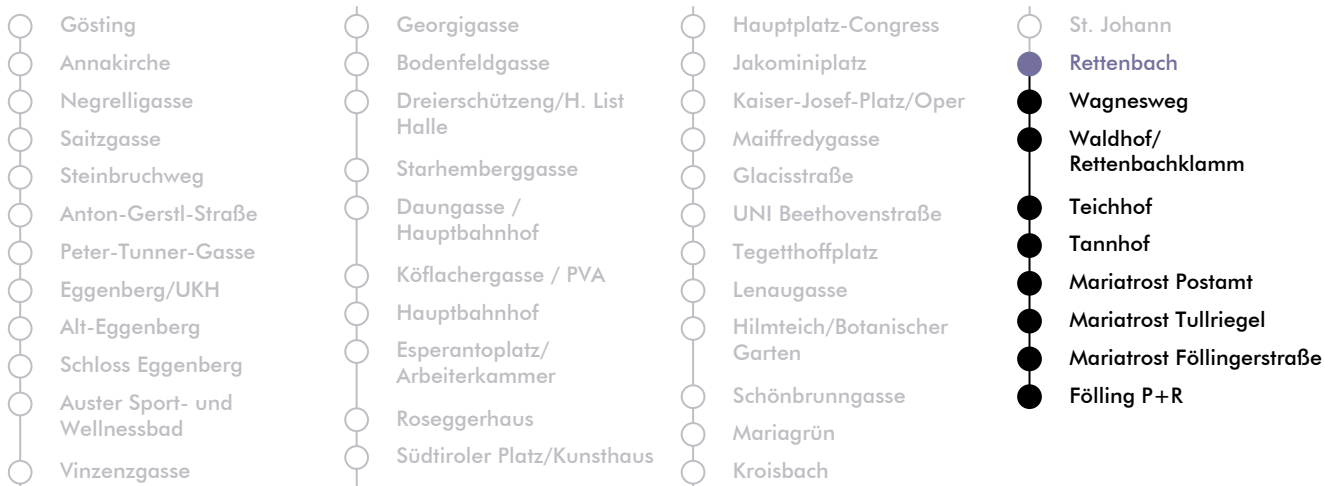 Gösting
Annakirche
Negrelligasse
Saitzgasse
Steinbruchweg
Anton-Gerstl-Straße
Peter-Tunner-Gasse
Eggenberg/UKH
Alt-Eggenberg
Schloss Eggenberg
Auster Sport- und
Wellnessbad
Vinzenzgasse
Georgigasse
Bodenfeldgasse
Dreierschützeng/H. List
Halle
Starhemberggasse
Daungasse /
Hauptbahnhof
Köflachergasse / PVA
Hauptbahnhof
Esperantoplatz/
Arbeiterkammer
Roseggerhaus
Südtiroler Platz/Kunsthaus
Hauptplatz-Congress
Jakominiplatz
Kaiser-Josef-Platz/Oper
Maiffredygasse
Glacisstraße
UNI Beethovenstraße
Tegetthoffplatz
Lenaugasse
Hilmteich/Botanischer
Garten
Schönbrunngasse
Mariagrün
Kroisbach
St. Johann
Rettenbach
Wagnesweg
Waldhof/
Rettenbachklamm
Teichhof
Tannhof
Mariatrost Postamt
Mariatrost Tullriegel
Mariatrost Föllingerstraße
Fölling P+R